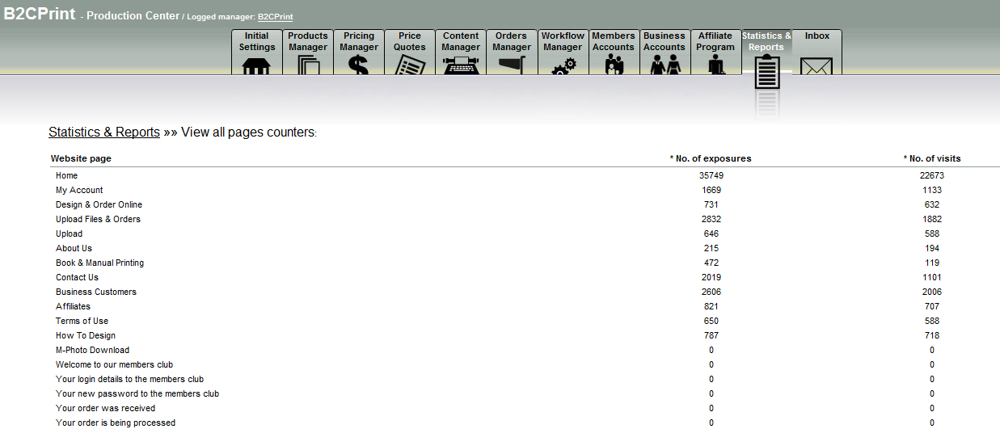 B2CPrint - Production Center / Logged manager: B2CPrint
Initial Settings
Products Manager
Pricing Manager
Price Quotes
Content Manager
Orders Manager
Workflow Manager
Members Accounts
Business Accounts
Affiliate Program
Statistics & Reports
Inbox
Statistics & Reports »» View all pages counters:
Website page * No. of exposures * No. of visits
Home 35749 22673
My Account 1669 1133
Design & Order Online 731 632
Upload Files & Orders 2832 1882
Upload 646 588
About Us 215 194
Book & Manual Printing 472 119
Contact Us 2019 1101
Business Customers 2606 2006
Affiliates 821 707
Terms of Use 650 588
How To Design 787 718
M-Photo Download 0 0
Welcome to our members club 0 0
Your login details to the members club 0 0
Your new password to the members club 0 0
Your order was received 0 0
Your order is being processed 0 0